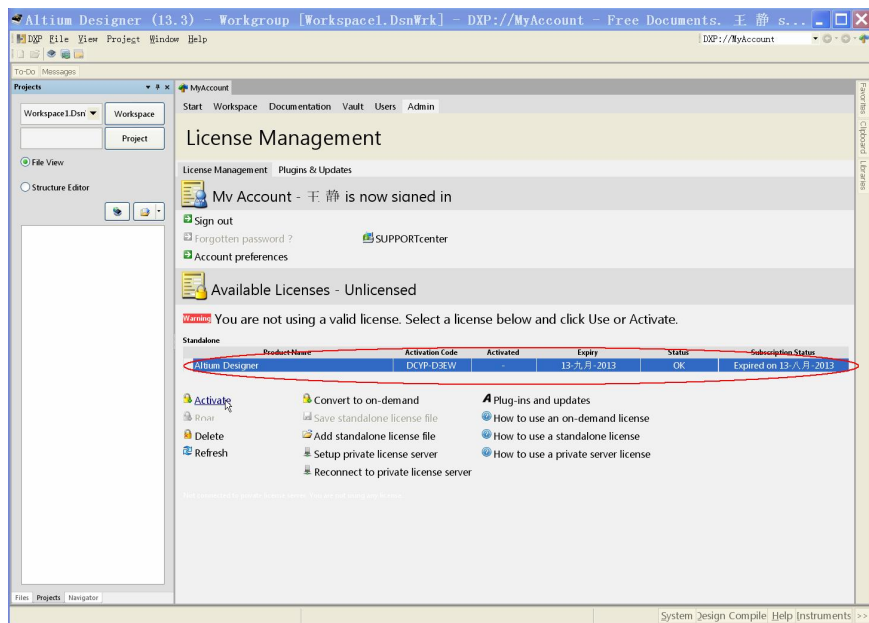 Altium Designer (13.3) - Workgroup [Workspace1.DsnWrk] - DXP://MyAccount - Free Documents. 王 静 s...
DXP File View Project Window Help
DXP://MyAccount
To-Do Messages
Projects
MyAccount
Favorites
Clipboard
Libraries
Workspace1.Dsn
Workspace
Project
File View
Structure Editor
Start Workspace Documentation Vault Users Admin
License Management
License Management Plugins & Updates
My Account - 王 静 is now signed in
Sign out
Forgotten password ?
SUPPORTcenter
Account preferences
Available Licenses - Unlicensed
Warning You are not using a valid license. Select a license below and click Use or Activate.
Standalone
Product Name Activation Code Activated Expiry Status Subscription Status
Altium Designer DCYP-D3EW - 13-九月-2013 OK Expired on 13-八月-2013
Activate Convert to on-demand Plug-ins and updates
Save standalone license file How to use an on-demand license
Delete Add standalone license file How to use a standalone license
Refresh Setup private license server How to use a private server license
Reconnect to private license server
Files Projects Navigator
System Design Compile Help Instruments >>